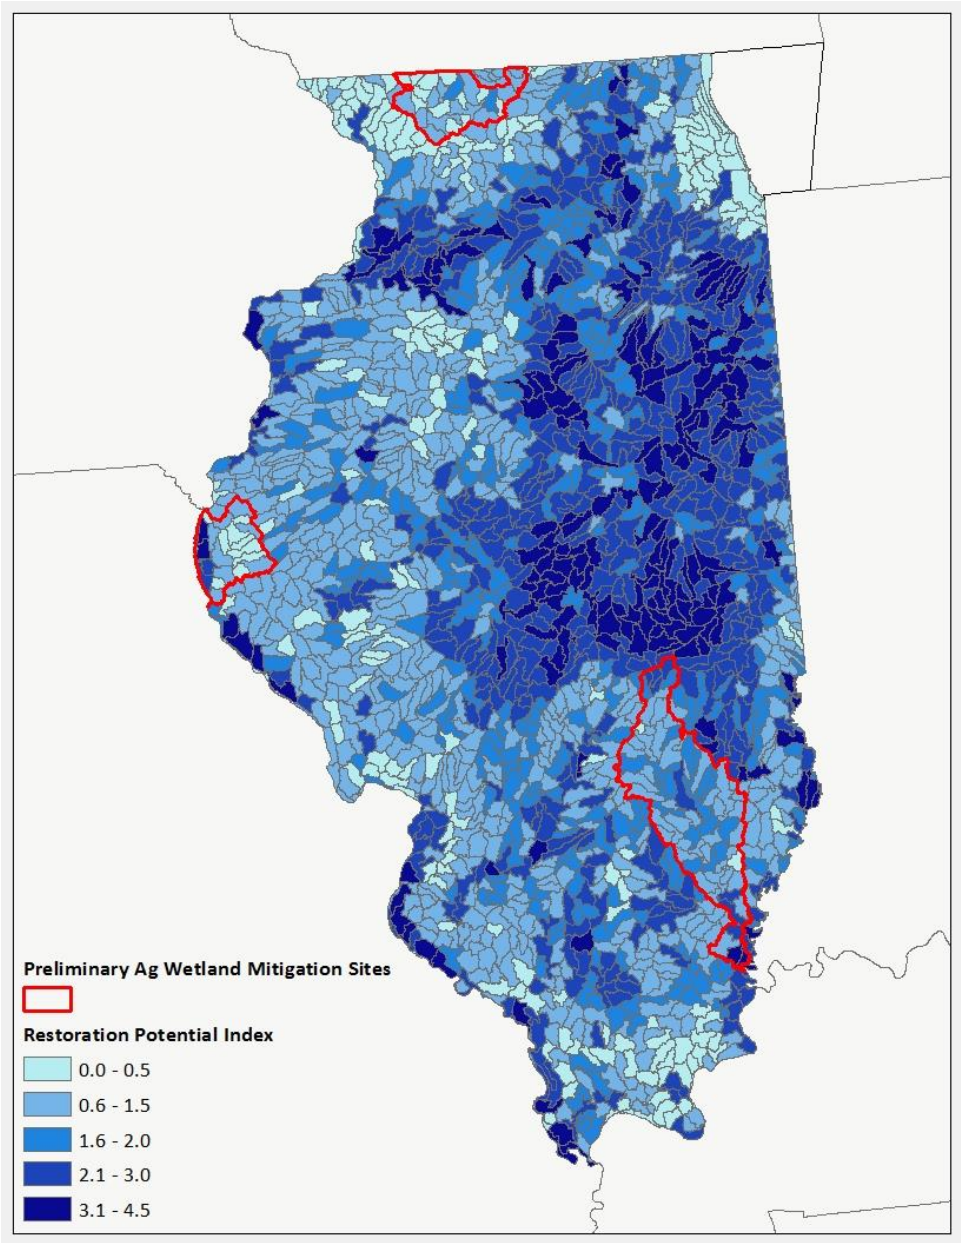 Preliminary Ag Wetland Mitigation Sites
Restoration Potential Index
0.0 - 0.5
0.6 - 1.5
1.6 - 2.0
2.1 - 3.0
3.1 - 4.5